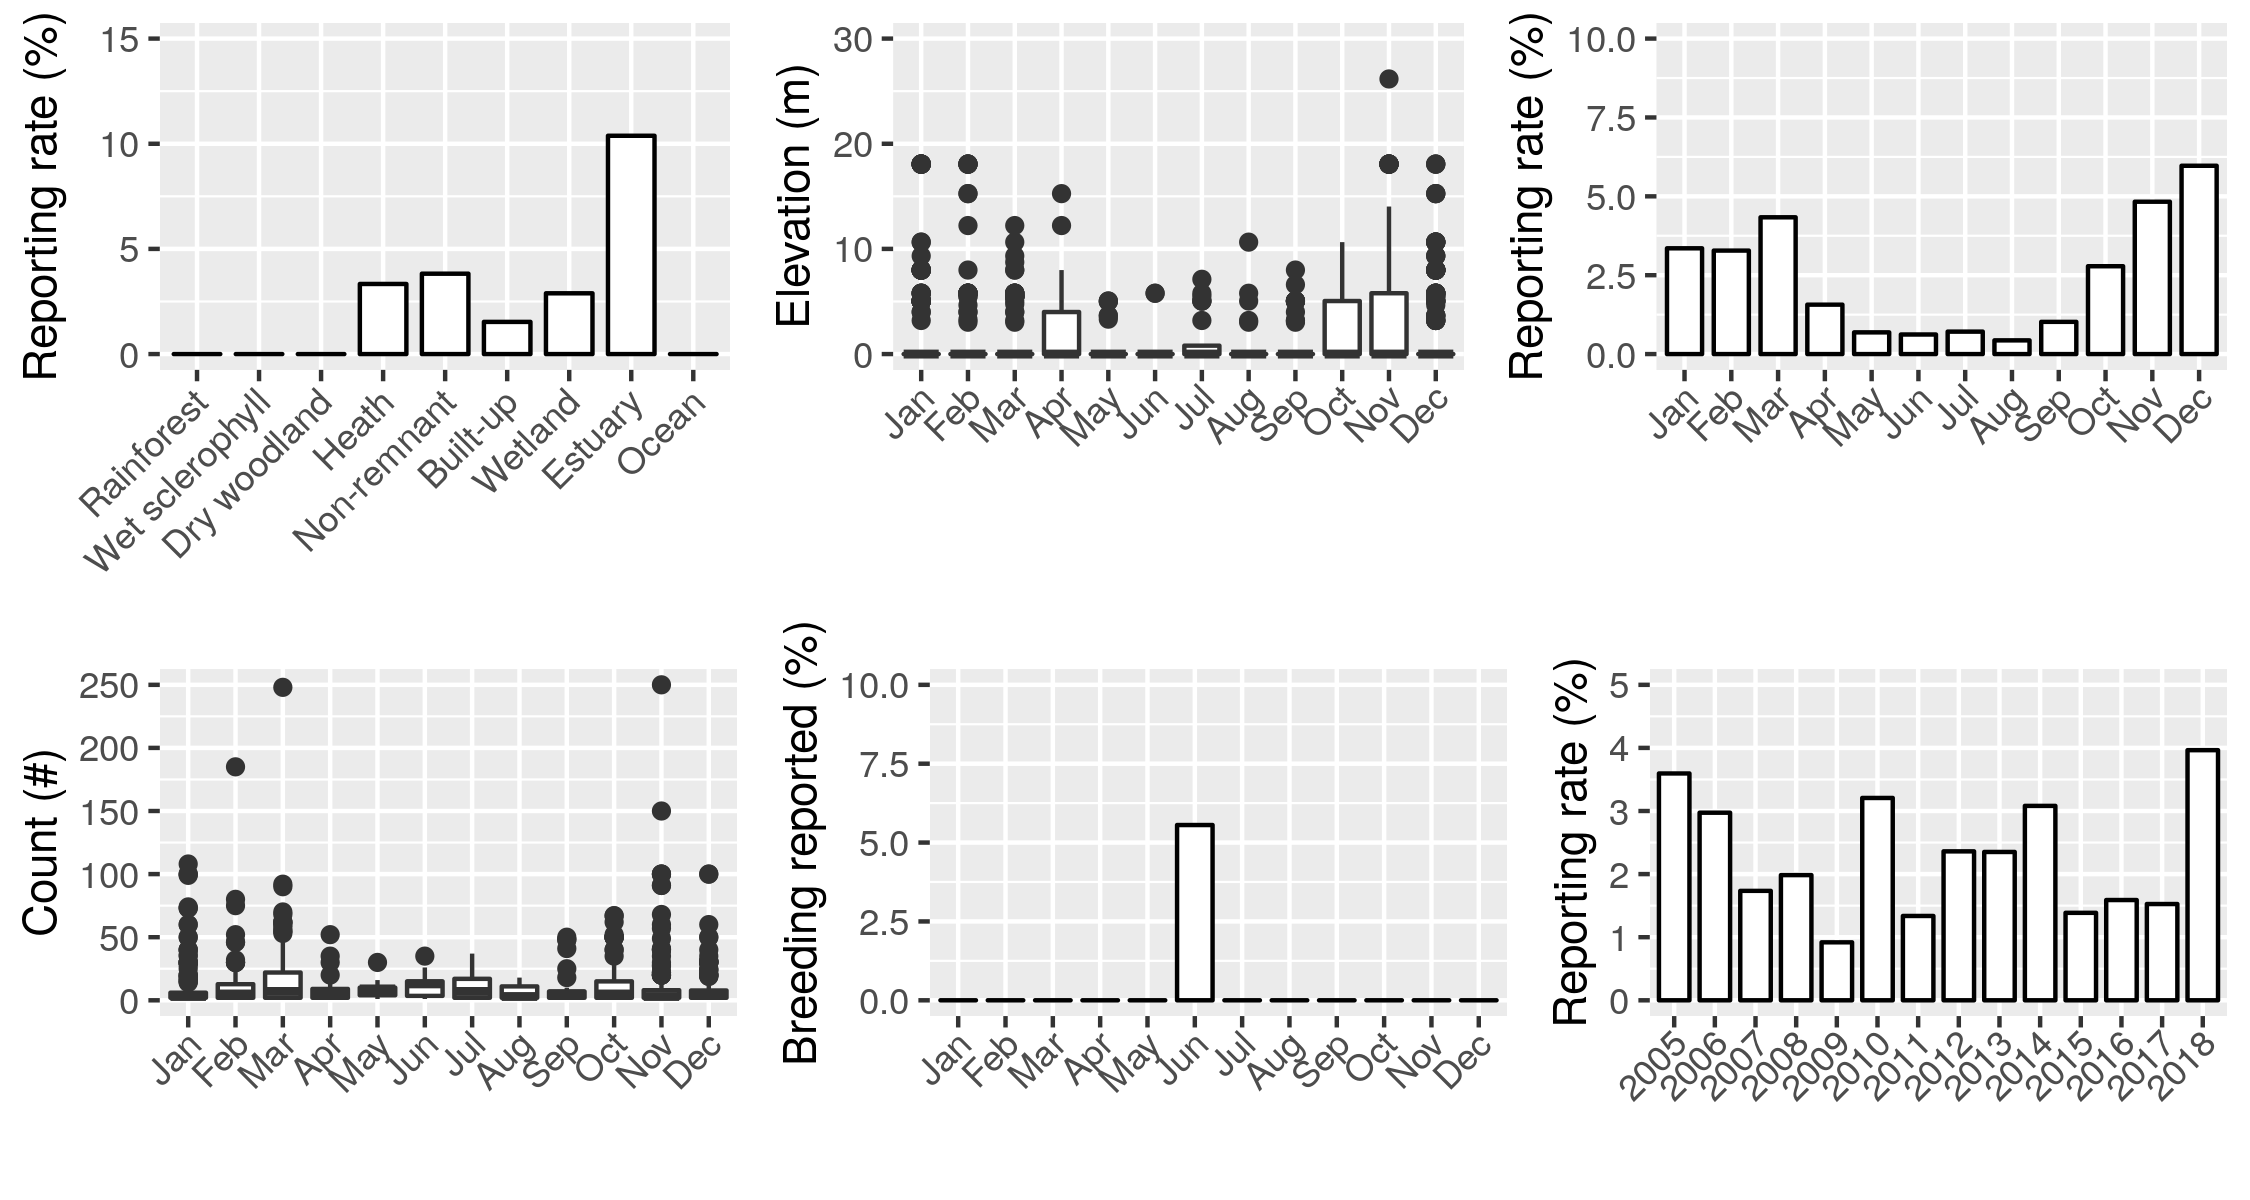 Reporting rate (%)
15
10
5
0
Rainforest
Wet sclerophyll
Dry woodland
Heath
Non-remnant
Built-up
Wetland
Estuary
Ocean
Elevation (m)
30
20
10
0
Jan
Feb
Mar
Apr
May
Jun
Jul
Aug
Sep
Oct
Nov
Dec
Reporting rate (%)
10.0
7.5
5.0
2.5
0.0
Jan
Feb
Mar
Apr
May
Jun
Jul
Aug
Sep
Oct
Nov
Dec
Count (#)
250
200
150
100
50
0
Jan
Feb
Mar
Apr
May
Jun
Jul
Aug
Sep
Oct
Nov
Dec
Breeding reported (%)
10.0
7.5
5.0
2.5
0.0
Jan
Feb
Mar
Apr
May
Jun
Jul
Aug
Sep
Oct
Nov
Dec
Reporting rate (%)
5
4
3
2
1
0
2005
2006
2007
2008
2009
2010
2011
2012
2013
2014
2015
2016
2017
2018